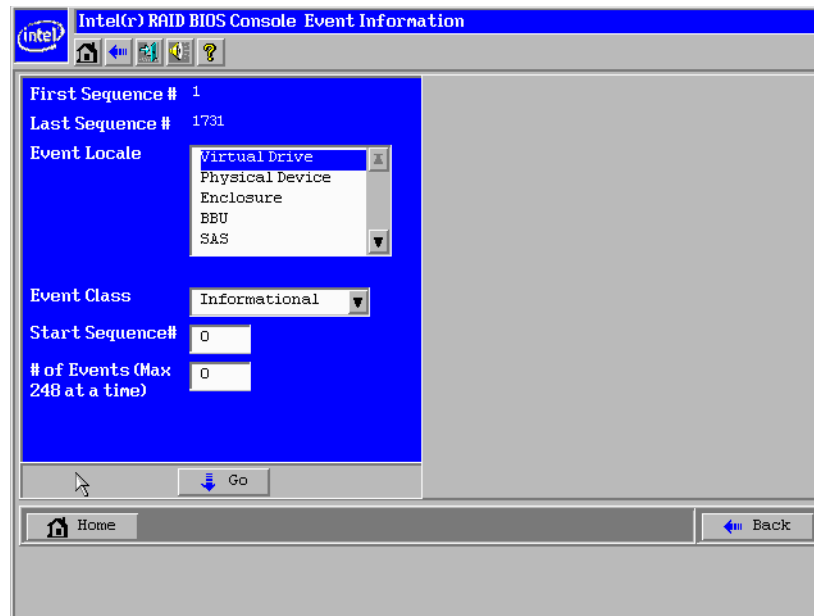 intel
Intel(r) RAID BIOS Console Event Information
First Sequence # 1
Last Sequence # 1731
Event Locale
Virtual Drive
Physical Device
Enclosure
BBU
SAS
Event Class Informational
Start Sequence# 0
# of Events (Max 248 at a time) 0
Go
Home
Back